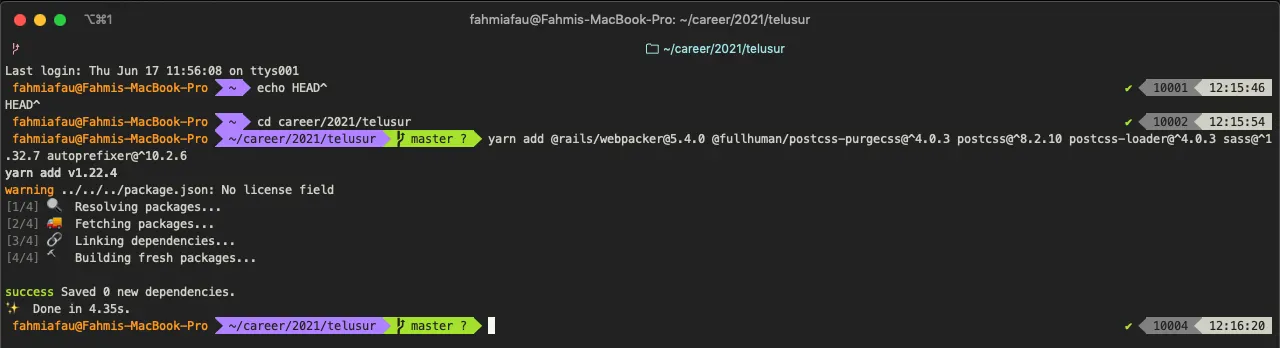 ⌥⌘1 fahmiafau@Fahmis-MacBook-Pro: ~/career/2021/telusur
~/career/2021/telusur
Last login: Thu Jun 17 11:56:08 on ttys001
fahmiafau@Fahmis-MacBook-Pro ~ echo HEAD^ ✔ 10001 12:15:46
HEAD^
fahmiafau@Fahmis-MacBook-Pro ~ cd career/2021/telusur ✔ 10002 12:15:54
fahmiafau@Fahmis-MacBook-Pro ~/career/2021/telusur master ? yarn add @rails/webpacker@5.4.0 @fullhuman/postcss-purgecss@^4.0.3 postcss@^8.2.10 postcss-loader@^4.0.3 sass@^1
.32.7 autoprefixer@^10.2.6
yarn add v1.22.4
warning ../../../package.json: No license field
[1/4] 🔍 Resolving packages...
[2/4] 🚚 Fetching packages...
[3/4] 🔗 Linking dependencies...
[4/4] 🔨 Building fresh packages...
success Saved 0 new dependencies.
✨ Done in 4.35s.
fahmiafau@Fahmis-MacBook-Pro ~/career/2021/telusur master ? ✔ 10004 12:16:20